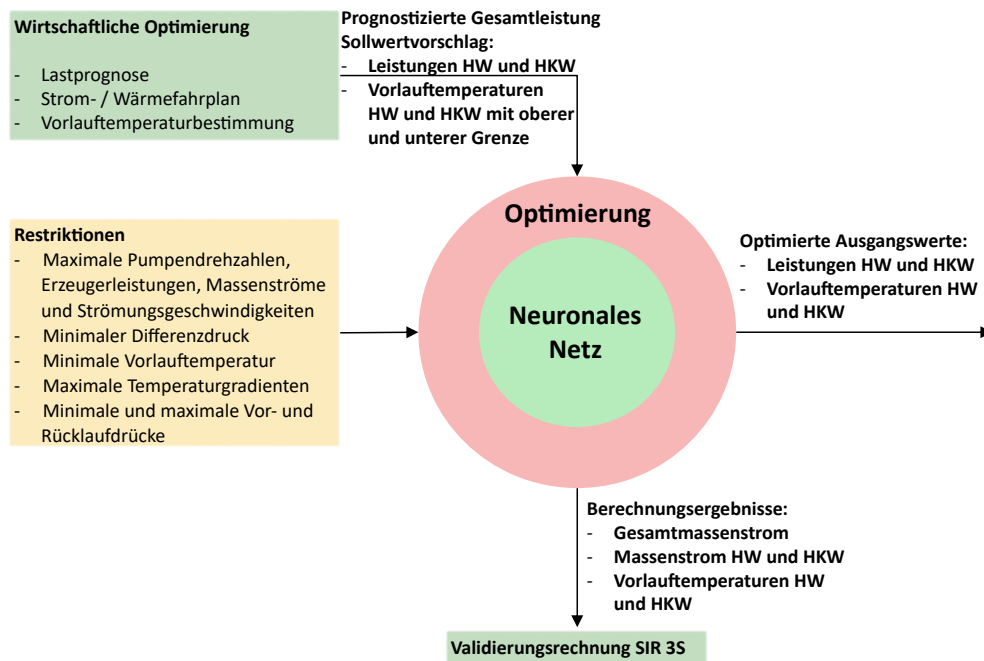 Wirtschaftliche Optimierung
- Lastprognose
- Strom- / Wärmefahrplan
- Vorlauftemperaturbestimmung
Prognostizierte Gesamtleistung
Sollwertvorschlag:
- Leistungen HW und HKW
- Vorlauftemperaturen
HW und HKW mit oberer
und unterer Grenze
Restriktionen
- Maximale Pumpendrehzahlen,
Erzeugerleistungen, Massenströme
und Strömungsgeschwindigkeiten
- Minimaler Differenzdruck
- Minimale Vorlauftemperatur
- Maximale Temperaturgradienten
- Minimale und maximale Vor- und
Rücklaufdrücke
Optimierung
Neuronales
Netz
Optimierte Ausgangswerte:
- Leistungen HW und HKW
- Vorlauftemperaturen HW
und HKW
Berechnungsergebnisse:
- Gesamtmassenstrom
- Massenstrom HW und HKW
- Vorlauftemperaturen HW
und HKW
Validierungsrechnung SIR 3S